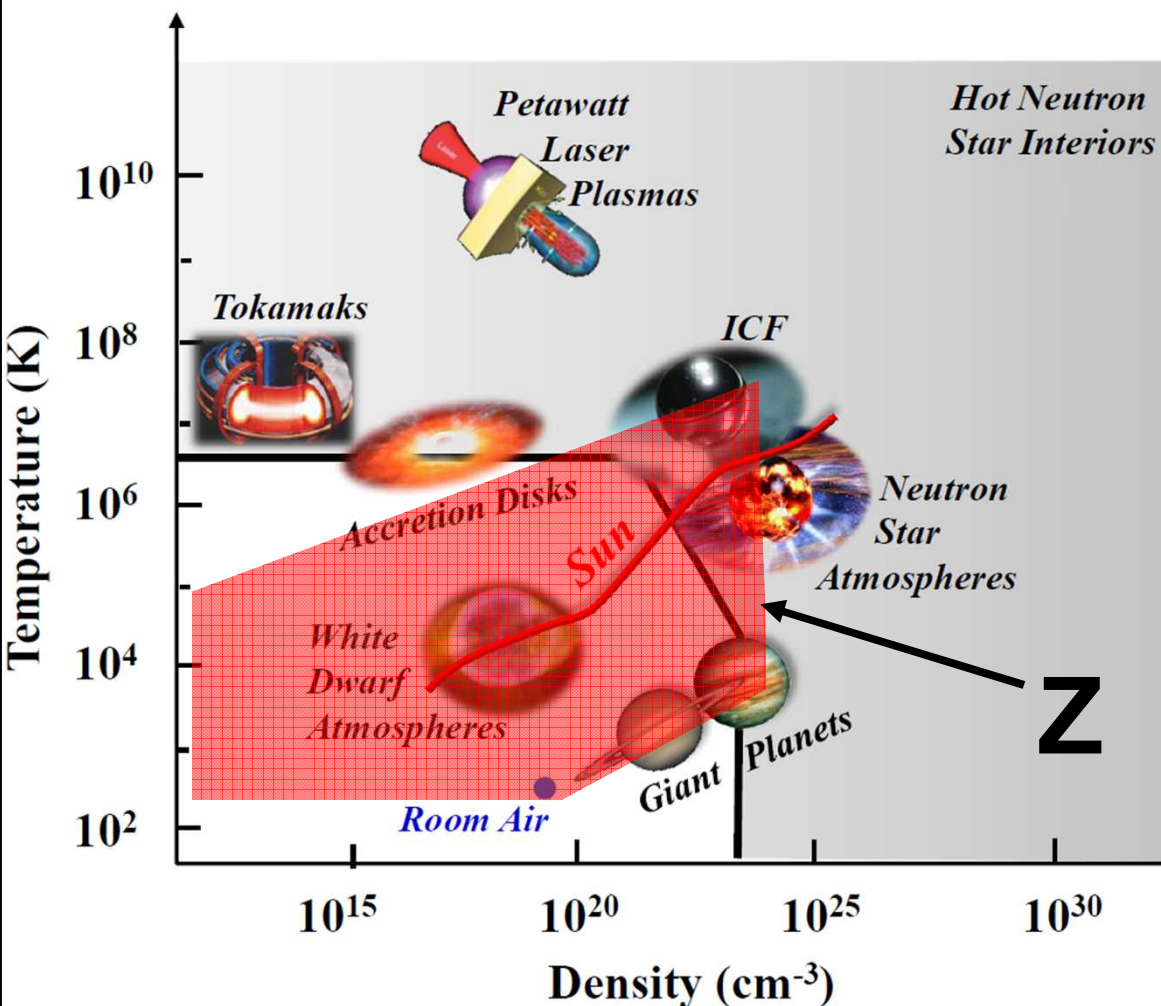 Petawatt
Laser
Plasmas
Laser
Hot Neutron
Star Interiors
10¹⁰
Tokamaks
ICF
10⁸
Accretion Disks
10⁶
Sun
Neutron
Star
Atmospheres
White
Dwarf
Atmospheres
10⁴
Z
Giant Planets
Room Air
10²
Temperature (K)
10¹⁵
10²⁰
10²⁵
10³⁰
Density (cm⁻³)